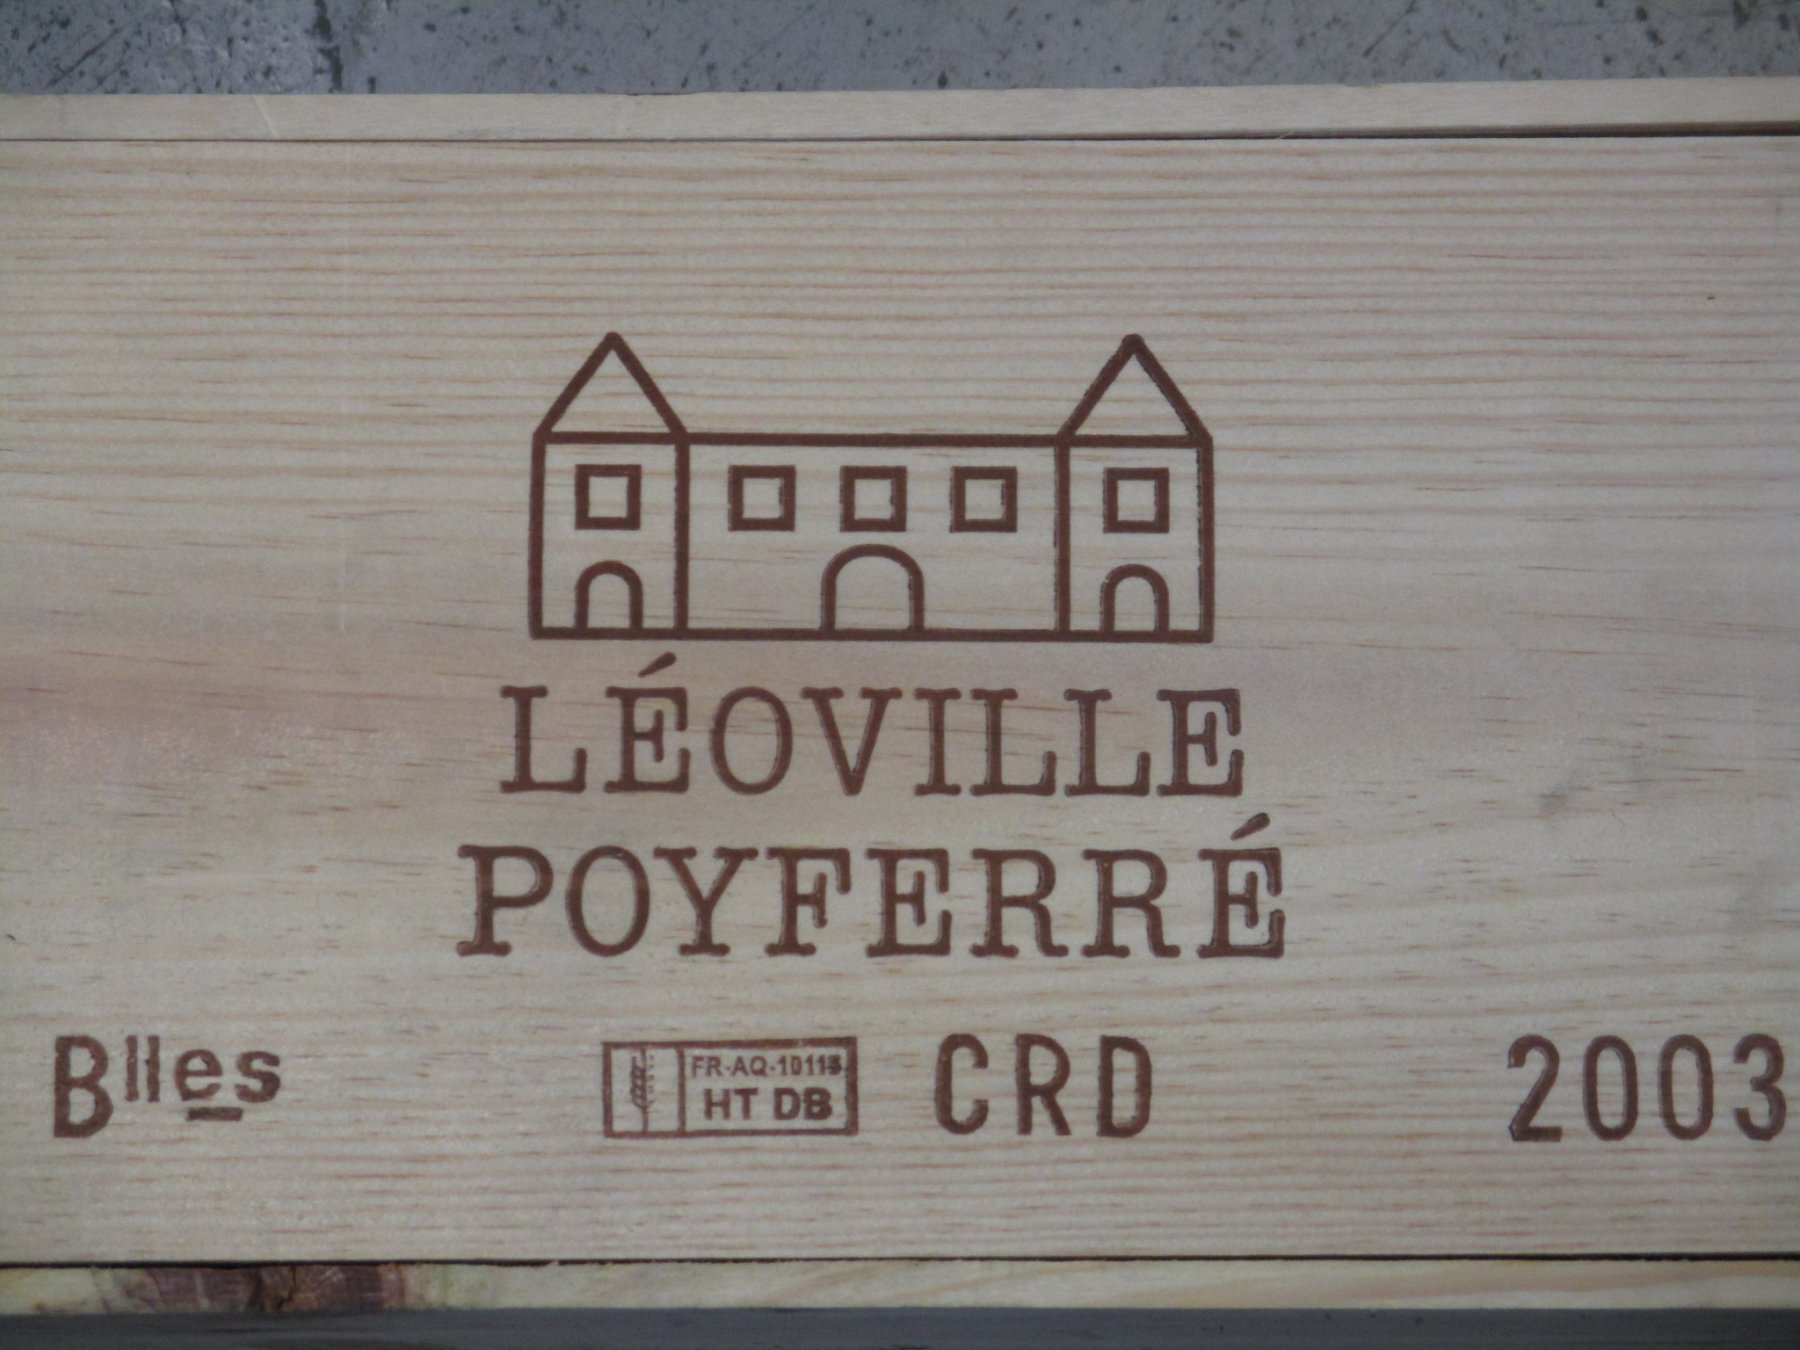 LÉOVILLE
POYFERRÉ
Blles
FR-AQ-10118
HT DB
CRD
2003